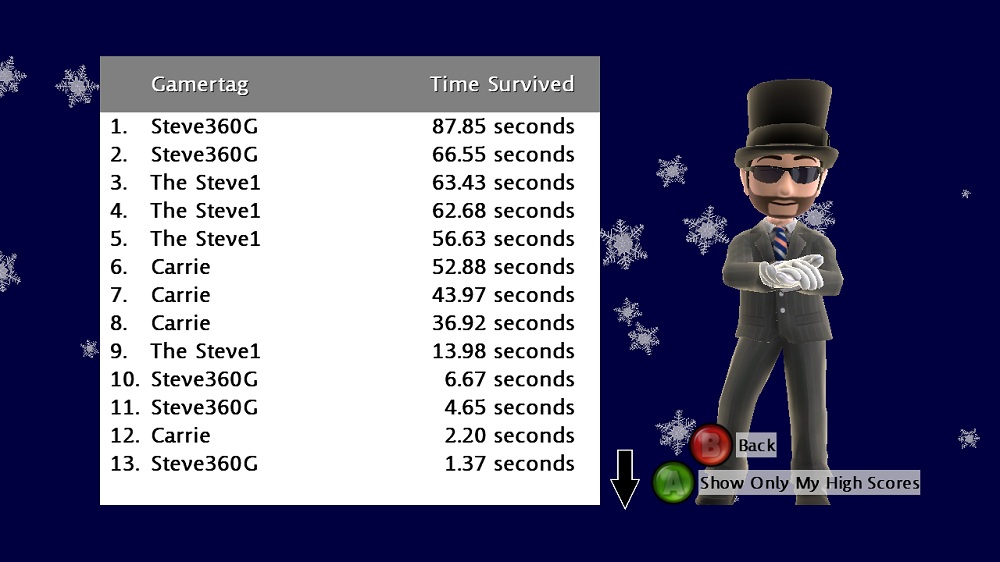 Gamertag Time Survived
1. Steve360G 87.85 seconds
2. Steve360G 66.55 seconds
3. The Steve1 63.43 seconds
4. The Steve1 62.68 seconds
5. The Steve1 56.63 seconds
6. Carrie 52.88 seconds
7. Carrie 43.97 seconds
8. Carrie 36.92 seconds
9. The Steve1 13.98 seconds
10. Steve360G 6.67 seconds
11. Steve360G 4.65 seconds
12. Carrie 2.20 seconds
13. Steve360G 1.37 seconds
B Back
A Show Only My High Scores